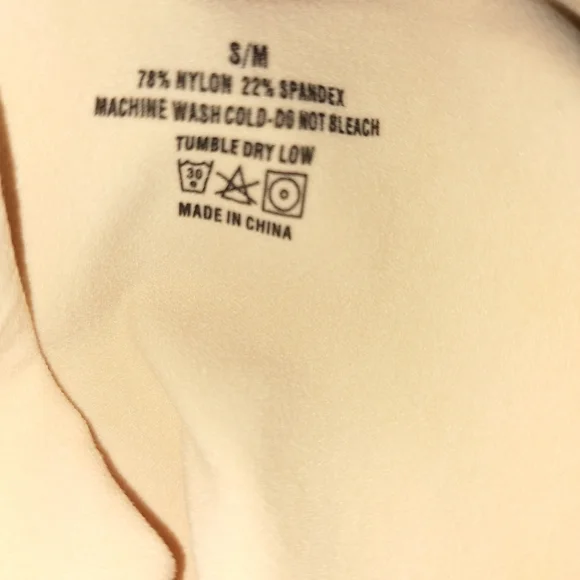 S/M
78% NYLON 22% SPANDEX
MACHINE WASH COLD-DO NOT BLEACH
TUMBLE DRY LOW
30
MADE IN CHINA